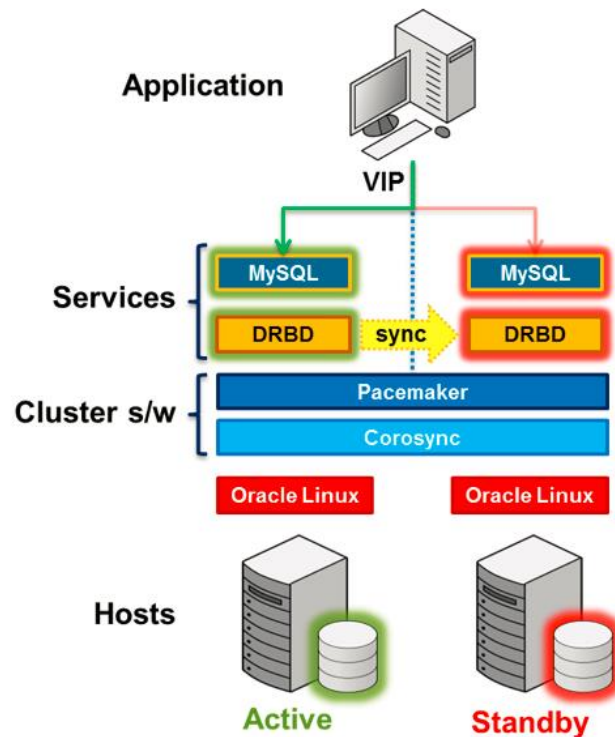 Application
VIP
MySQL
MySQL
Services
DRBD
sync
DRBD
Pacemaker
Cluster s/w
Corosync
Oracle Linux
Oracle Linux
Hosts
Active
Standby